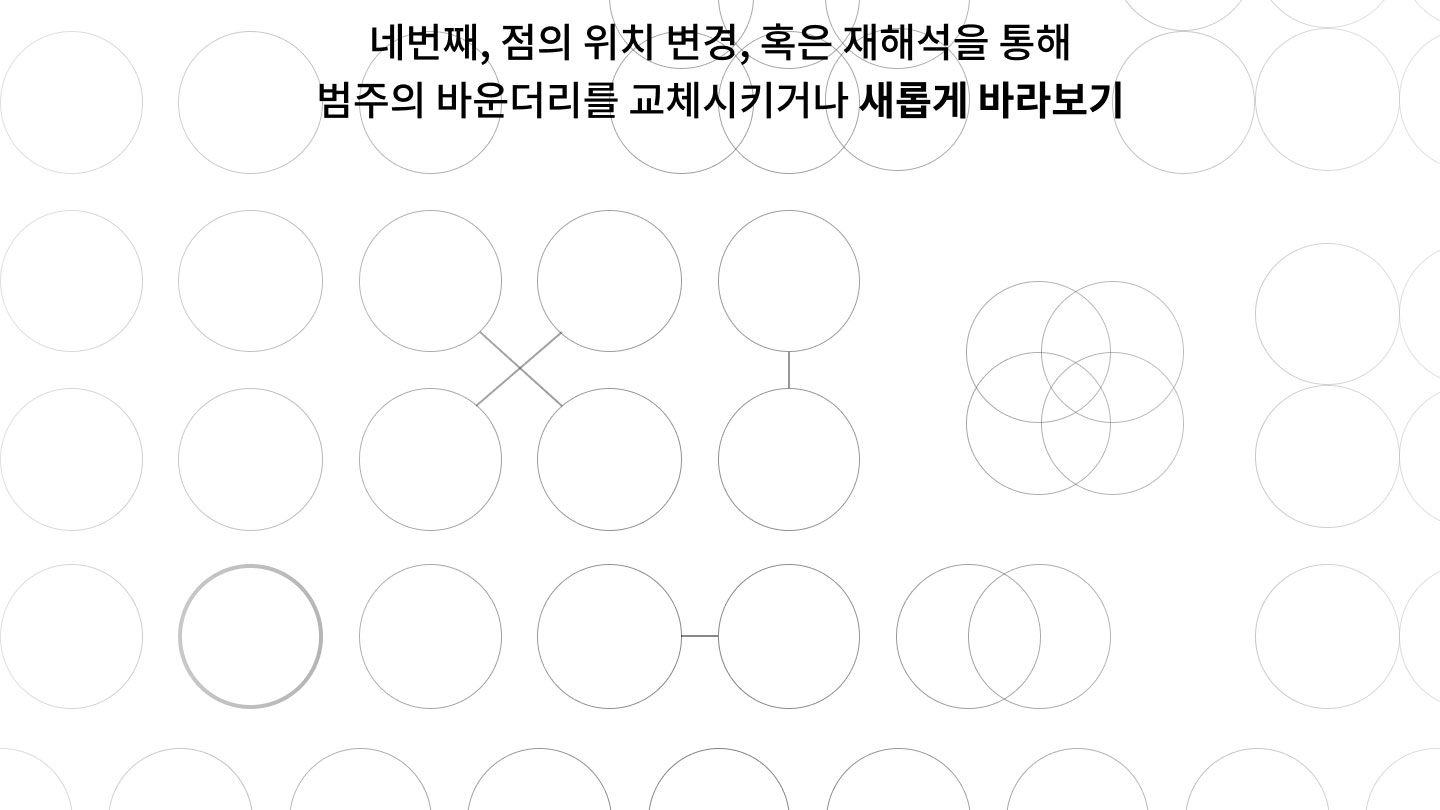 네번째, 점의 위치 변경, 혹은 재해석을 통해
범주의 바운더리를 교체시키거나 새롭게 바라보기